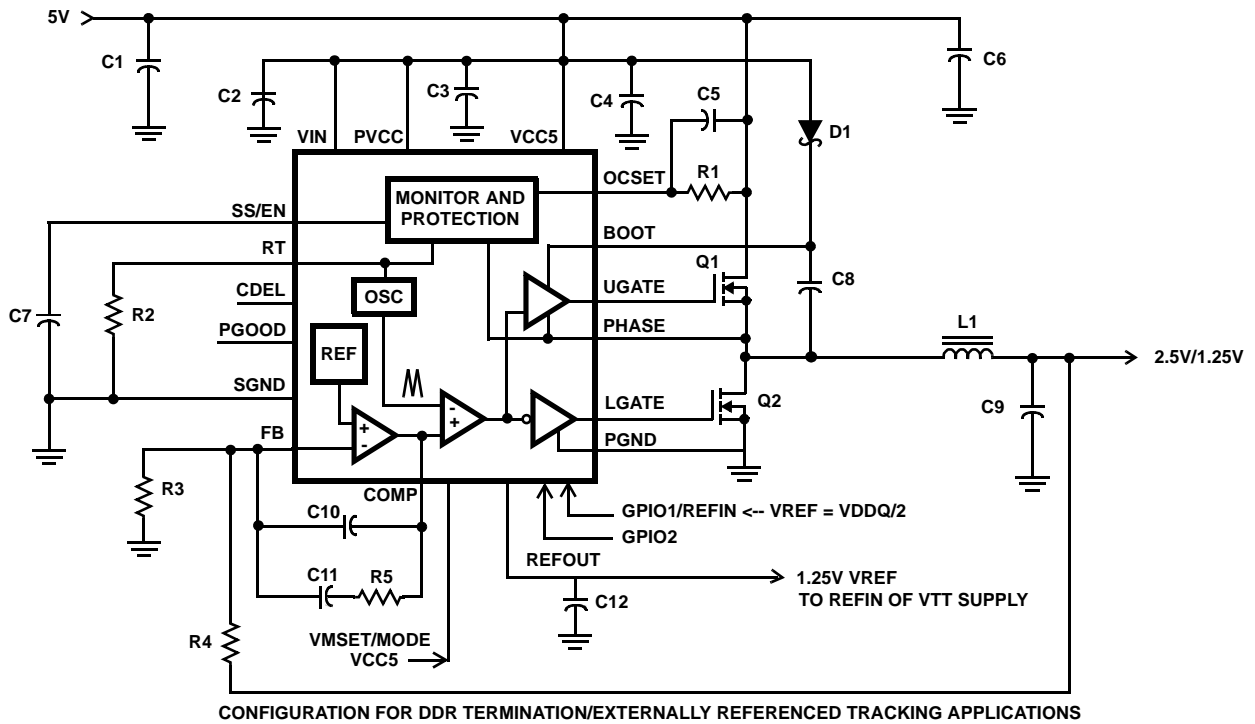 5V
C1
C6
C2
C3
C4
C5
D1
VIN
PVCC
VCC5
OCSET
R1
MONITOR AND
PROTECTION
SS/EN
RT
BOOT
Q1
C8
CDEL
OSC
UGATE
C7
R2
PGOOD
REF
PHASE
L1
2.5V/1.25V
SGND
LGATE
Q2
C9
FB
+
-
-
+
PGND
R3
COMP
C10
GPIO1/REFIN <-- VREF = VDDQ/2
GPIO2
REFOUT
C11
R5
1.25V VREF
TO REFIN OF VTT SUPPLY
C12
R4
VMSET/MODE
VCC5
CONFIGURATION FOR DDR TERMINATION/EXTERNALLY REFERENCED TRACKING APPLICATIONS